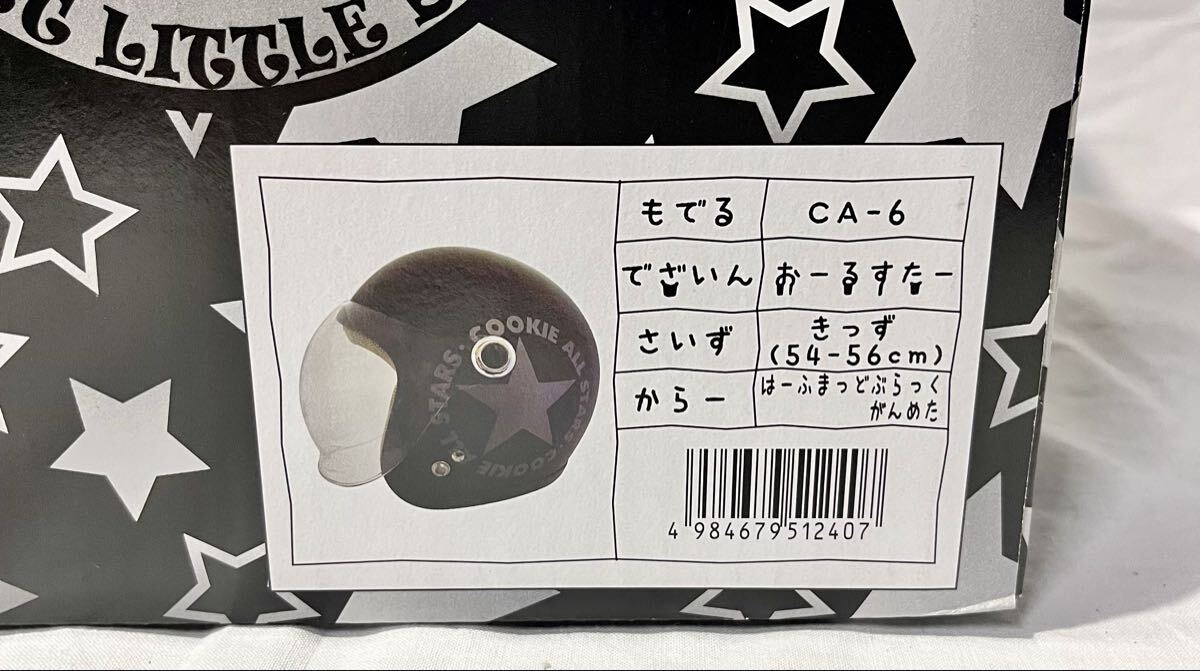 LITTLE
もでる CA-6
でざいん おーるすたー
さいず きっず
(54-56cm)
からー はーふまっどぶらっく
がんめた
COOKIE ALL STARS・COOKIE ALL STARS・
4 984679 512407